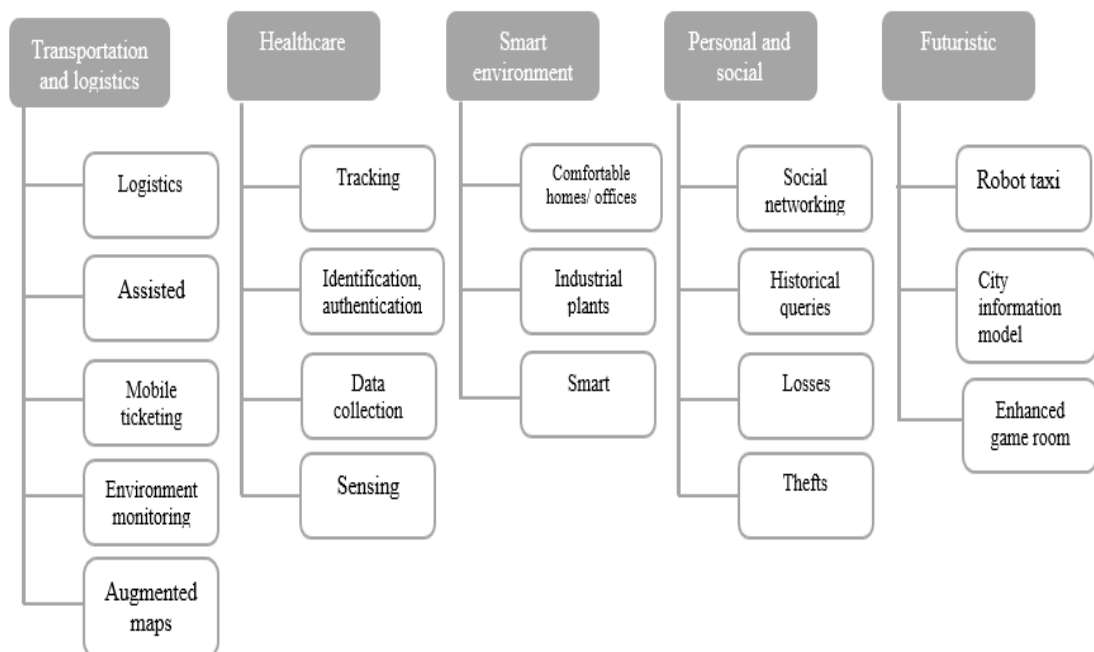 Transportation
and logistics
Logistics
Assisted
Mobile
ticketing
Environment
monitoring
Augmented
maps
Healthcare
Tracking
Identification,
authentication
Data
collection
Sensing
Smart
environment
Comfortable
homes/ offices
Industrial
plants
Smart
Personal and
social
Social
networking
Historical
queries
Losses
Thefts
Futuristic
Robot taxi
City
information
model
Enhanced
game room